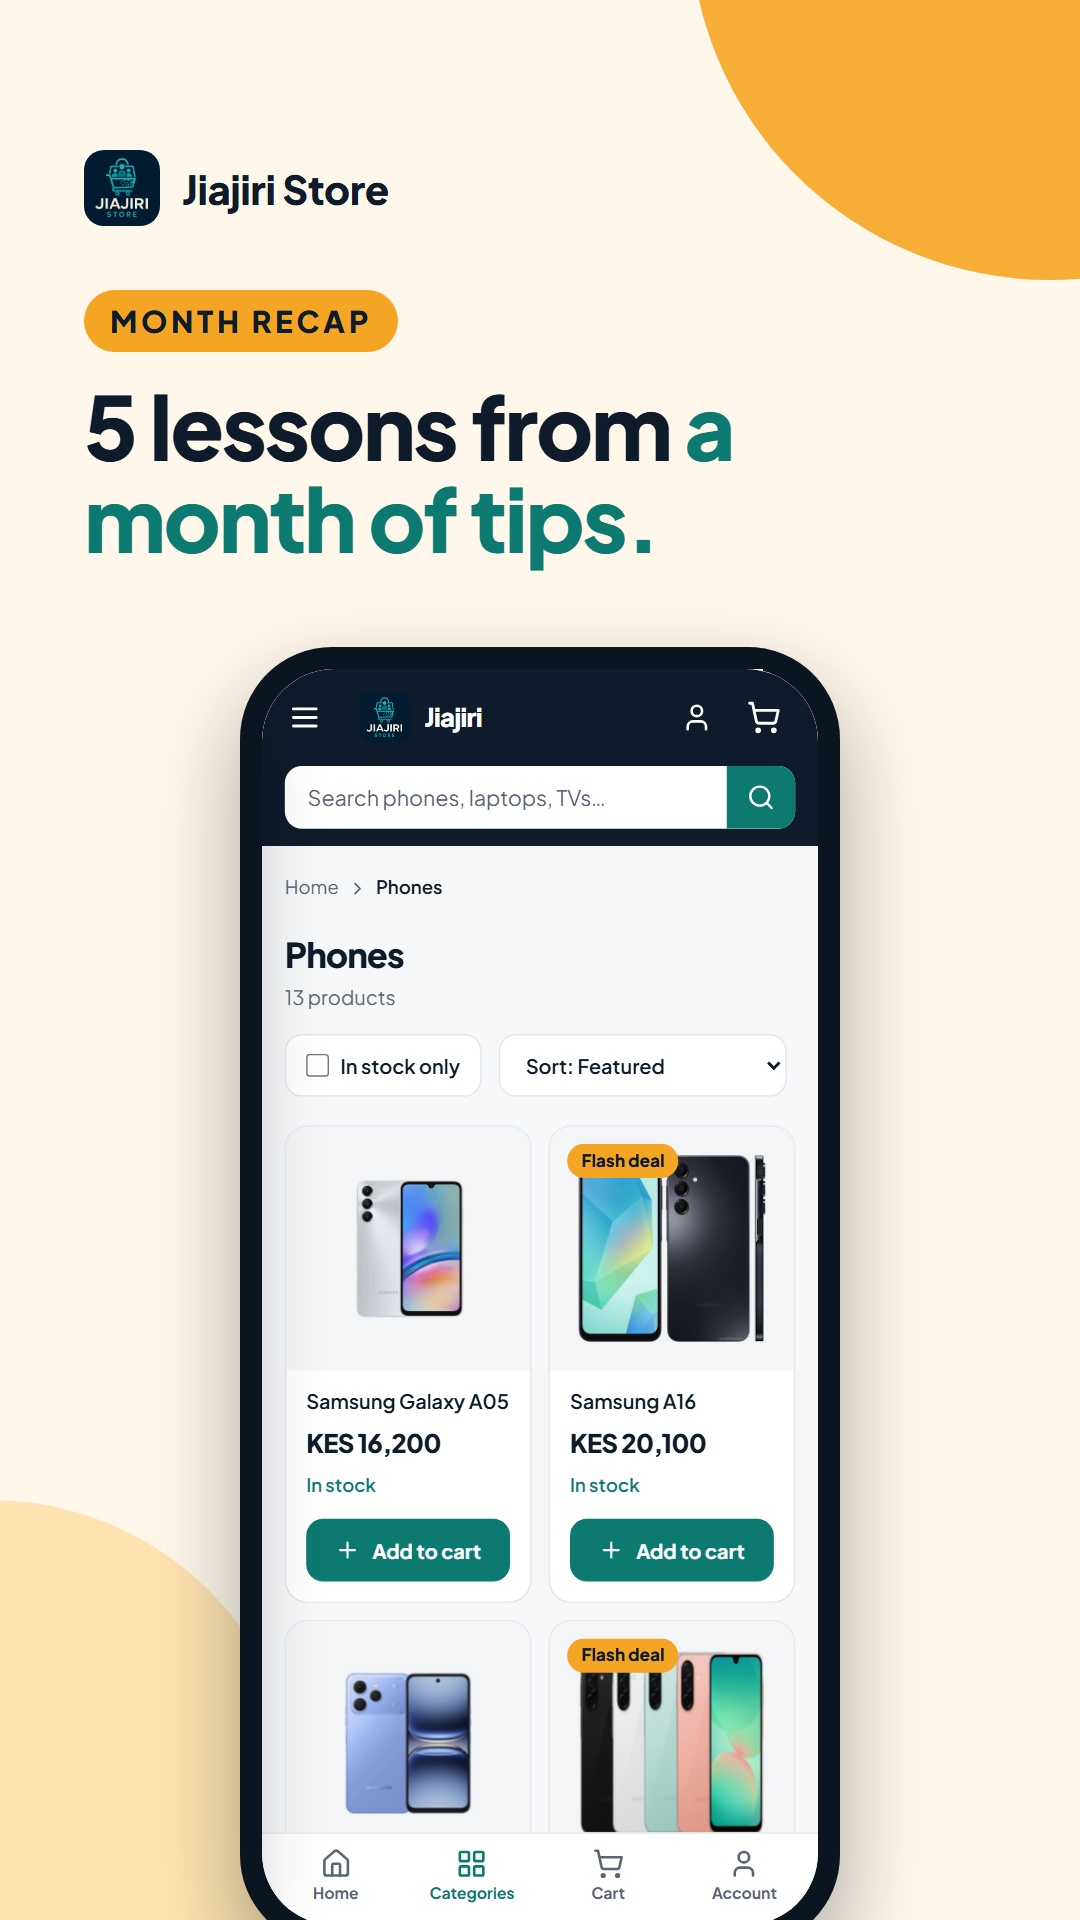 JIAJIRI
STORE
Jiajiri Store
MONTH RECAP
5 lessons from a
month of tips.
JIAJIRI
STORE
Jiajiri
Search phones, laptops, TVs...
Home > Phones
Phones
13 products
In stock only
Sort: Featured
Flash deal
Samsung Galaxy A05
KES 16,200
In stock
+ Add to cart
Samsung A16
KES 20,100
In stock
+ Add to cart
Flash deal
Home
Categories
Cart
Account